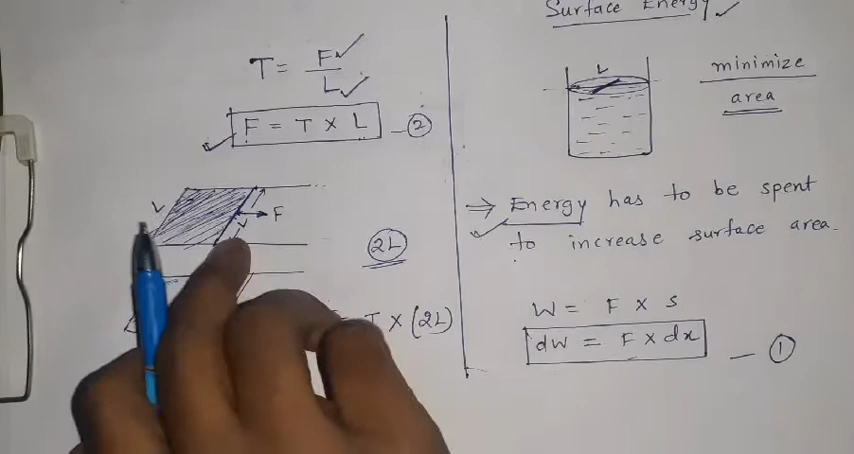 T = F/L
F = T × L — ②
F
2L
T × (2L)
Surface Energy
minimize
area
⇒ Energy has to be spent
to increase surface area.
W = F × s
dW = F × dx — ①